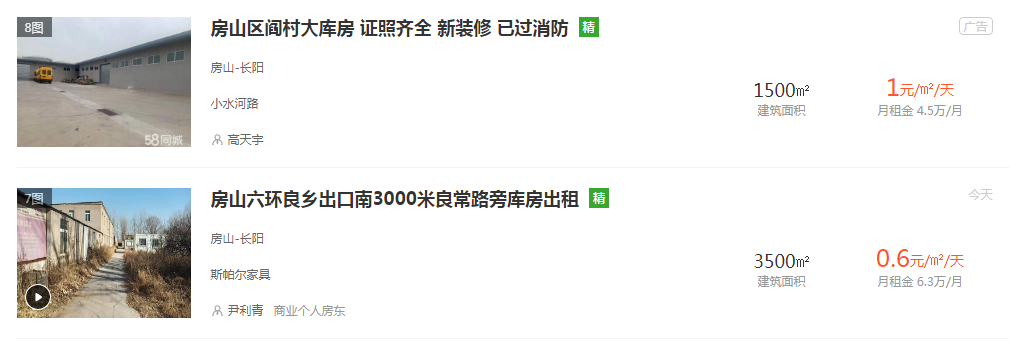 8图
房山区阎村大库房 证照齐全 新装修 已过消防 精
广告
房山-长阳
小水河路
高天宇
58同城
1500㎡
建筑面积
1元/㎡/天
月租金 4.5万/月
7图
房山六环良乡出口南3000米良常路旁库房出租 精
今天
房山-长阳
斯帕尔家具
尹利青 商业个人房东
3500㎡
建筑面积
0.6元/㎡/天
月租金 6.3万/月